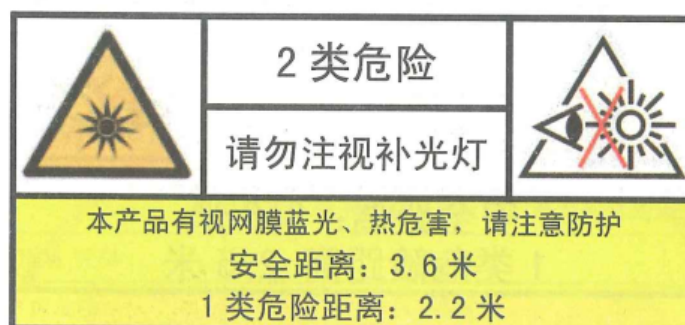 2 类危险
请勿注视补光灯
本产品有视网膜蓝光、热危害，请注意防护
安全距离：3.6 米
1 类危险距离：2.2 米